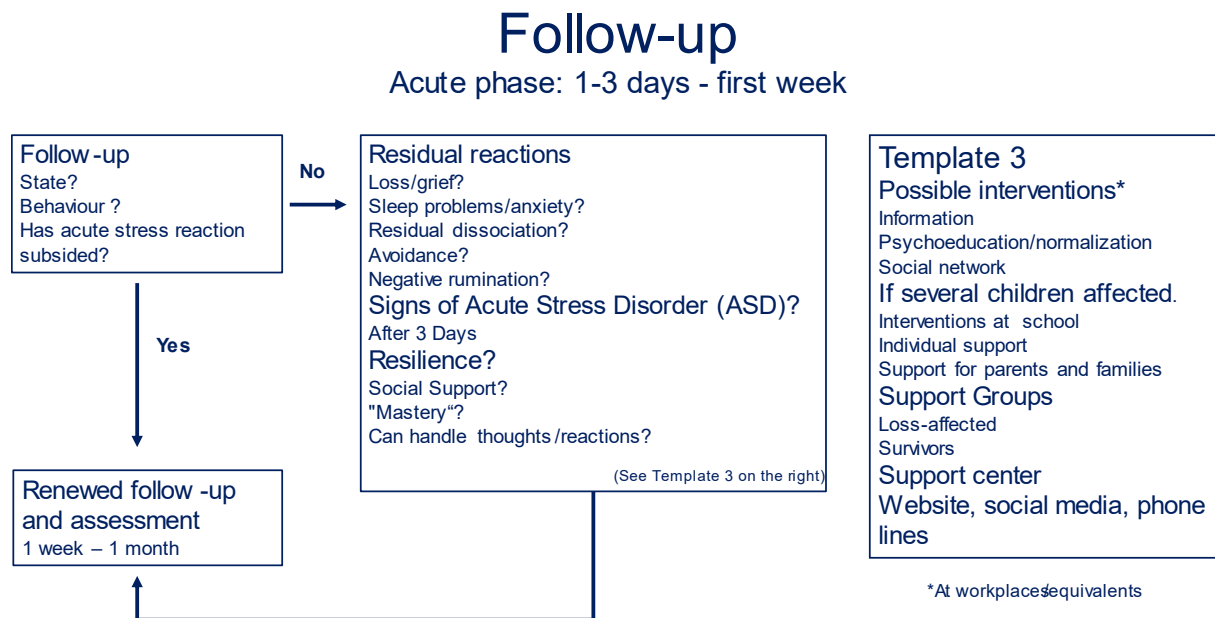 Follow-up
Acute phase: 1-3 days - first week
Follow-up
State?
Behaviour ?
Has acute stress reaction
subsided?
No
Yes
Renewed follow-up
and assessment
1 week – 1 month
Residual reactions
Loss/grief?
Sleep problems/anxiety?
Residual dissociation?
Avoidance?
Negative rumination?
Signs of Acute Stress Disorder (ASD)?
After 3 Days
Resilience?
Social Support?
"Mastery“?
Can handle thoughts/reactions?
(See Template 3 on the right)
Template 3
Possible interventions*
Information
Psychoeducation/normalization
Social network
If several children affected.
Interventions at school
Individual support
Support for parents and families
Support Groups
Loss-affected
Survivors
Support center
Website, social media, phone
lines
*At workplaces/equivalents